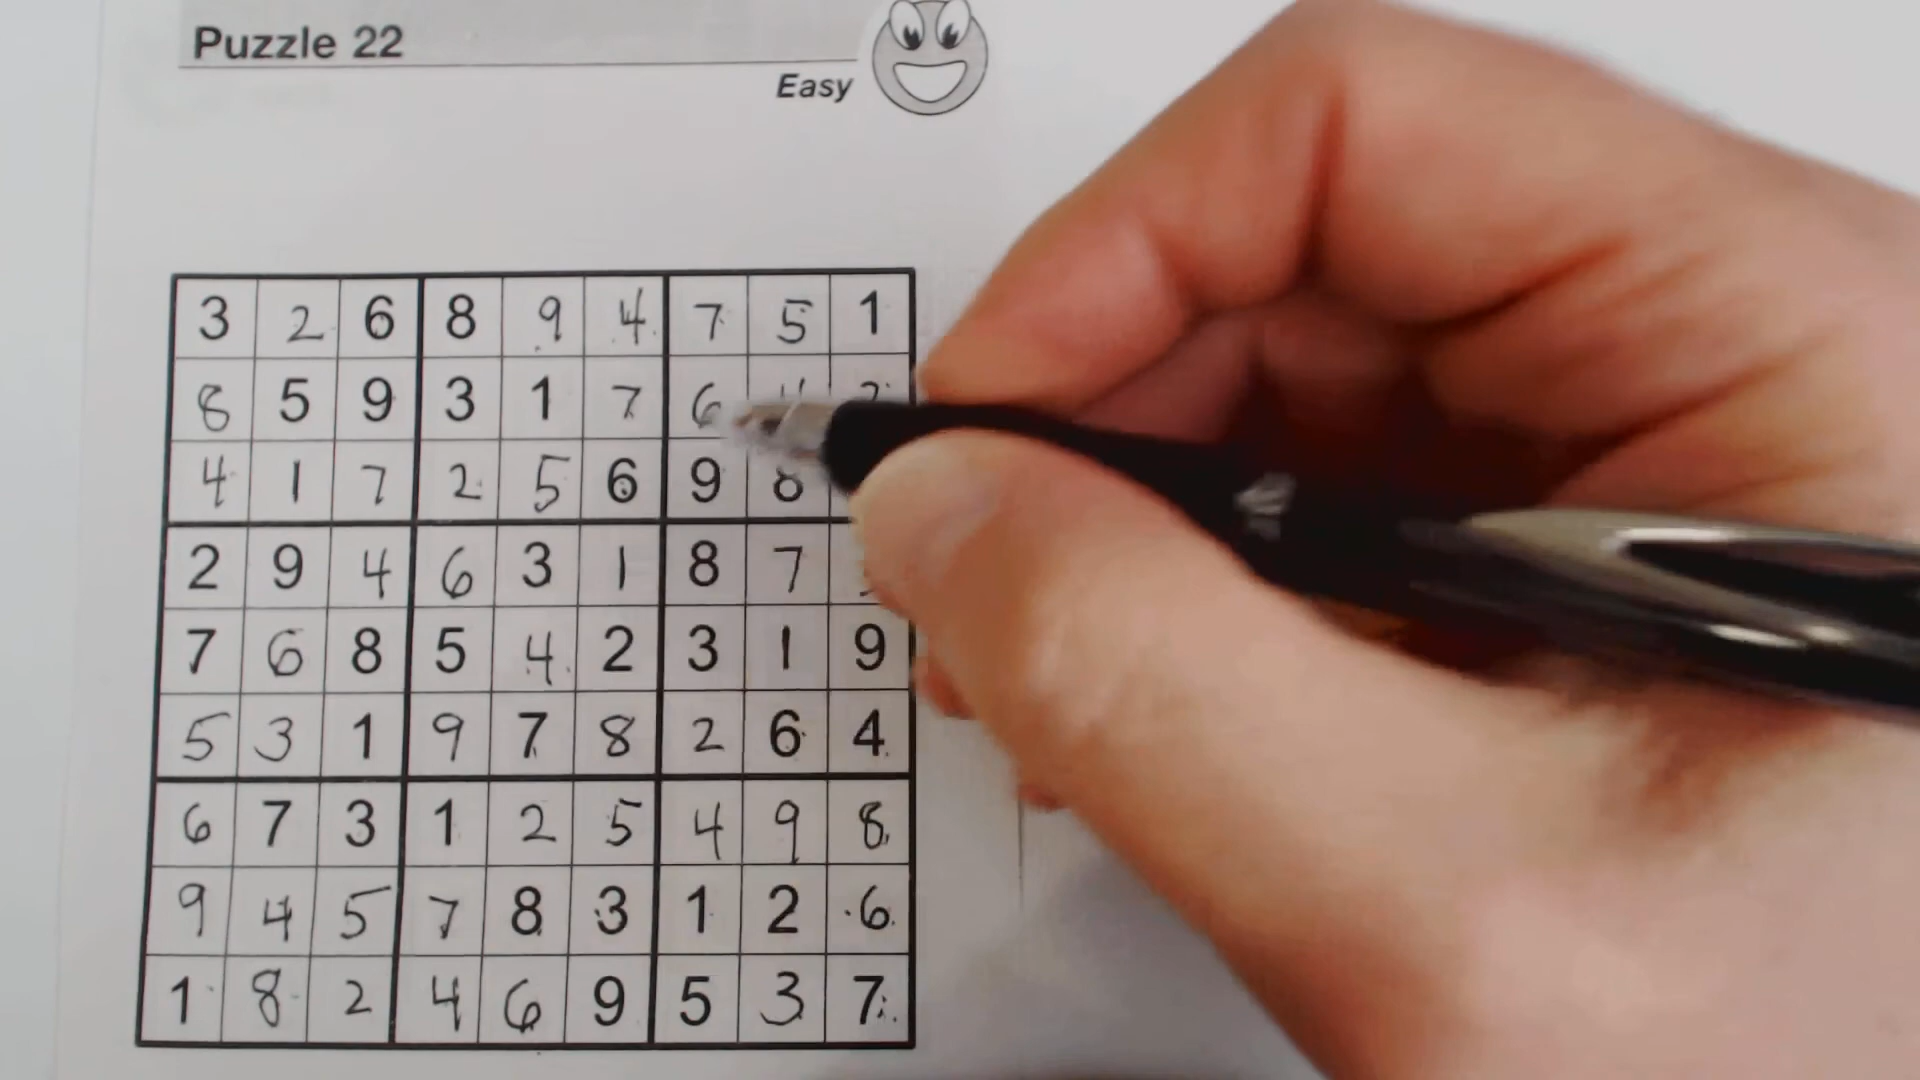 Puzzle 22
Easy
3 2 6 8 9 4 7 5 1
8 5 9 3 1 7 6
4 1 7 2 5 6 9 8
2 9 4 6 3 1 8 7
7 6 8 5 4 2 3 1 9
5 3 1 9 7 8 2 6 4
6 7 3 1 2 5 4 9 8
9 4 5 7 8 3 1 2 6
1 8 2 4 6 9 5 3 7